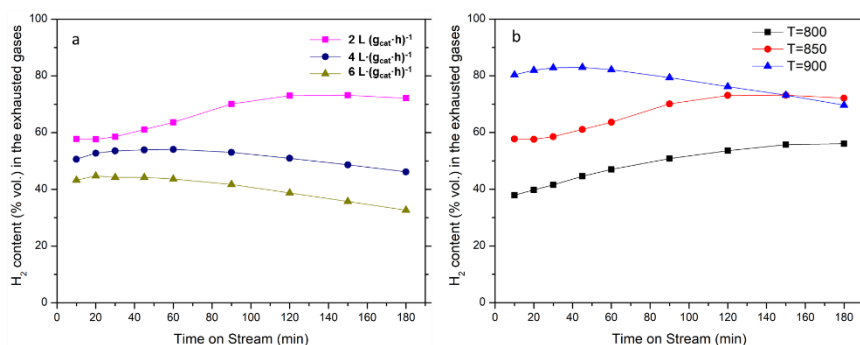 a
2 L (g_cat·h)⁻¹
4 L·(g_cat·h)⁻¹
6 L·(g_cat·h)⁻¹
H₂ content (% vol.) in the exhausted gases
100
80
60
40
20
0
0 20 40 60 80 100 120 140 160 180
Time on Stream (min)
b
T=800
T=850
T=900
H₂ content (% vol.) in the exhausted gases
100
80
60
40
20
0
0 20 40 60 80 100 120 140 160 180
Time on Stream (min)